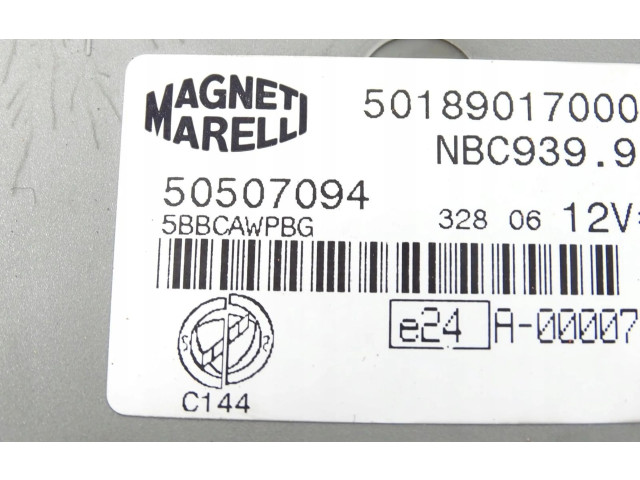 MAGNETI
MARELLI
50189017000
NBC939.9
50507094
5BBCAWPBG
328 06 12V=
e24 A-00007
C144